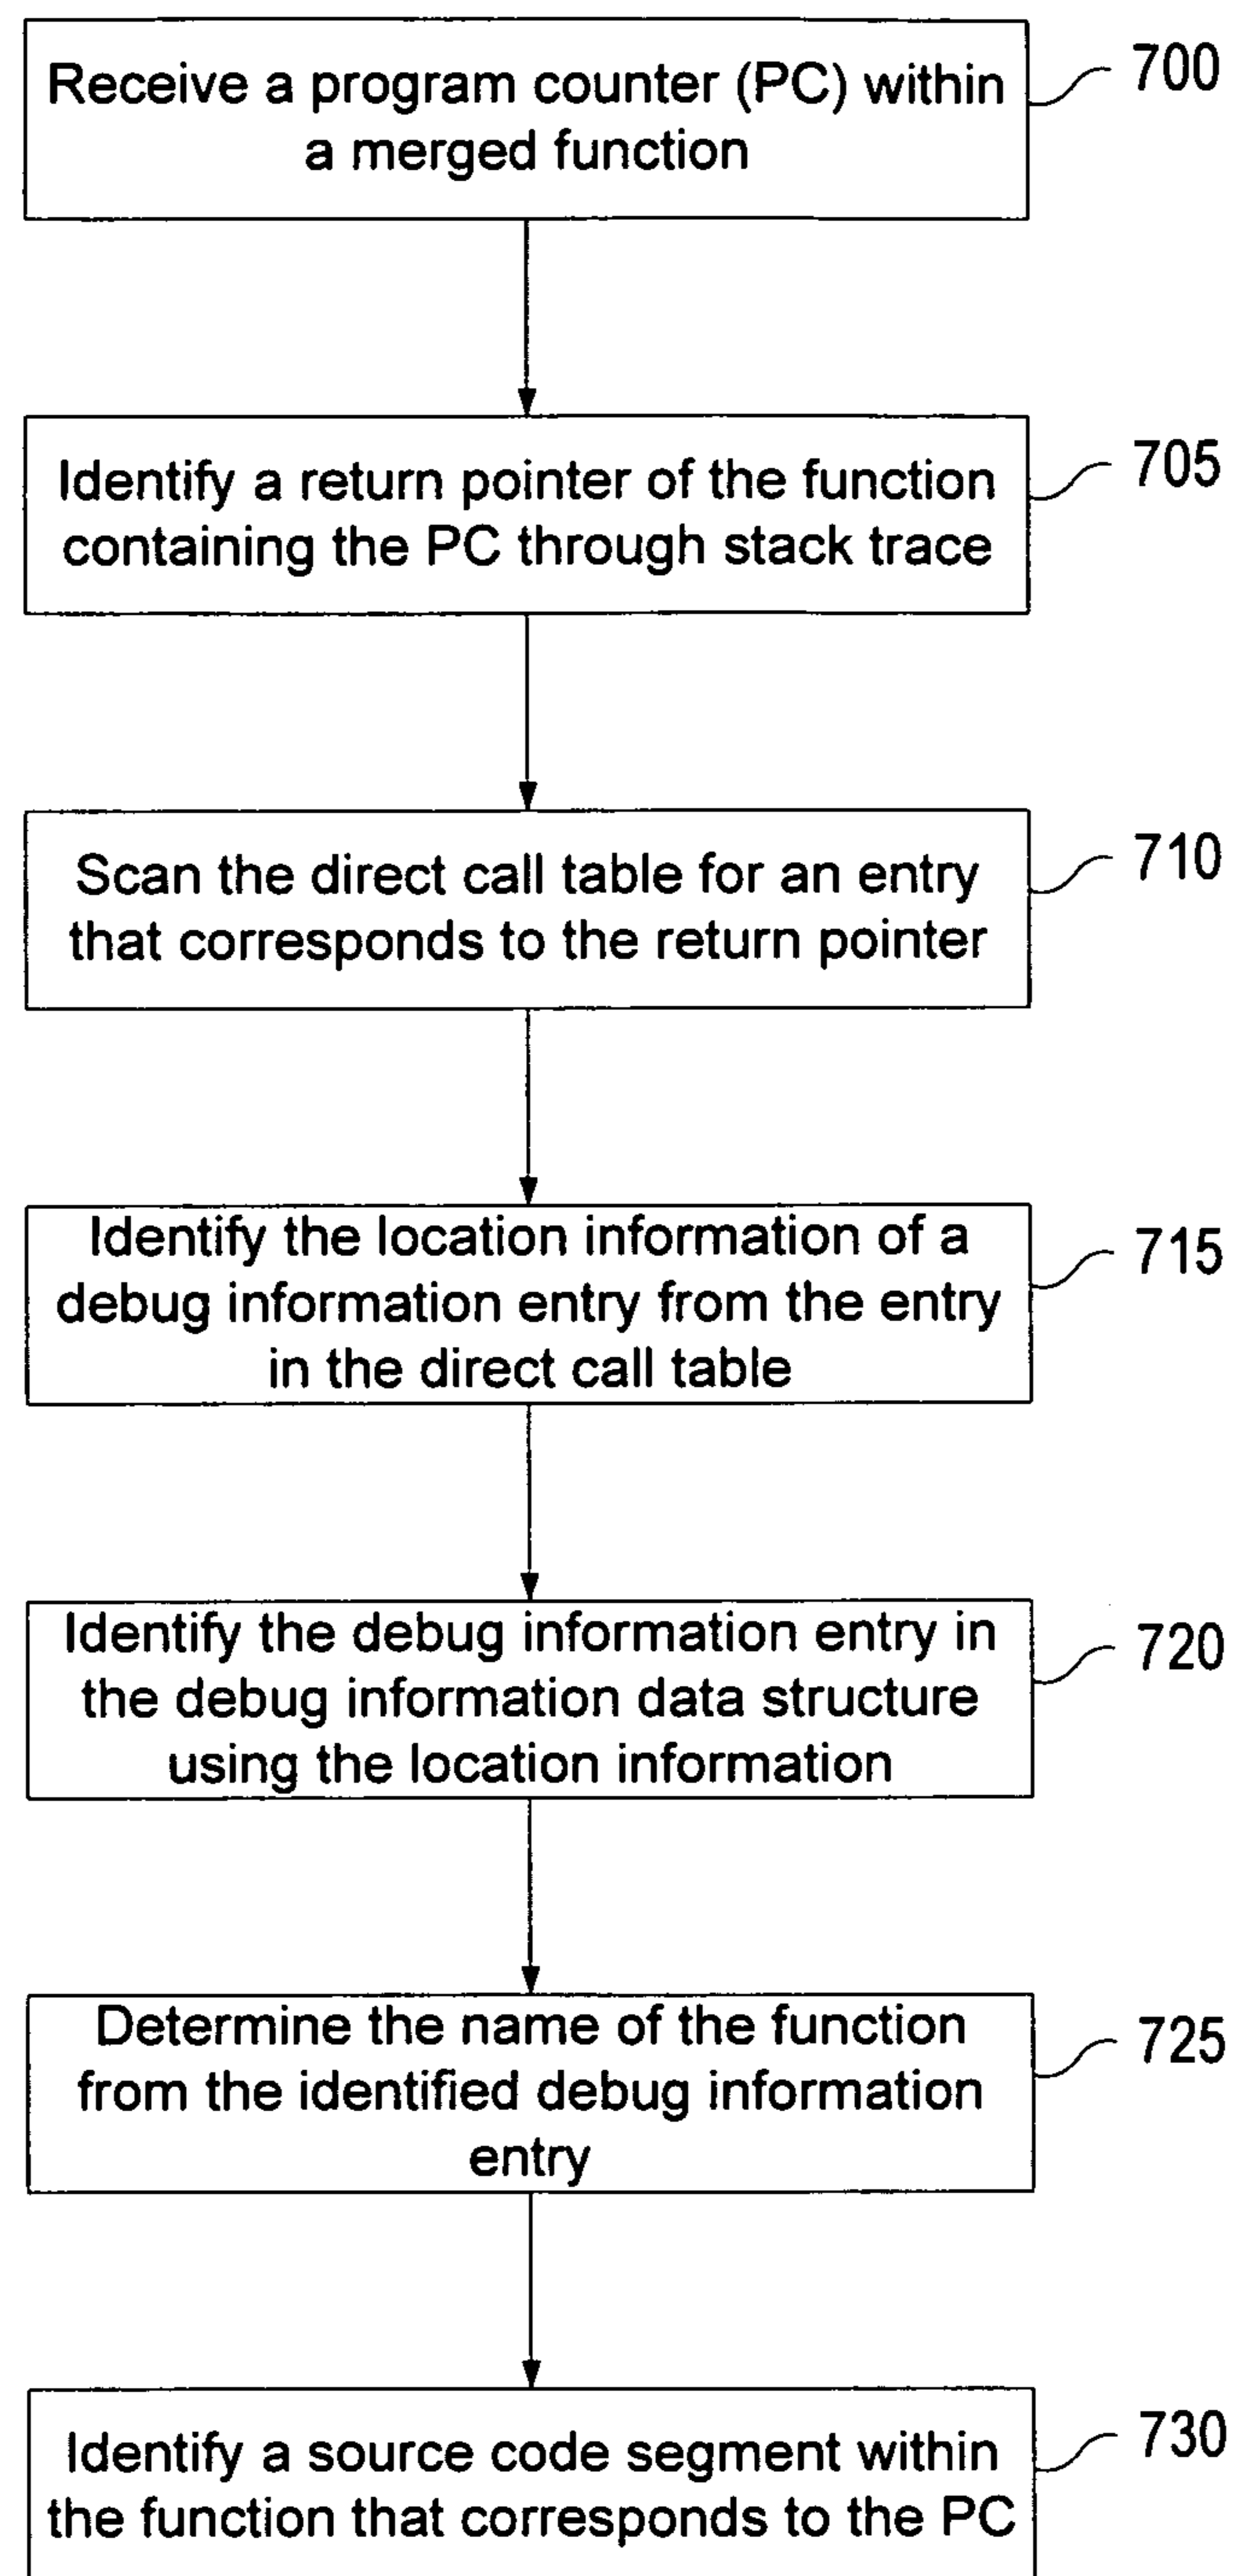 Receive a program counter (PC) within
a merged function
700
Identify a return pointer of the function
containing the PC through stack trace
705
Scan the direct call table for an entry
that corresponds to the return pointer
710
Identify the location information of a
debug information entry from the entry
in the direct call table
715
Identify the debug information entry in
the debug information data structure
using the location information
720
Determine the name of the function
from the identified debug information
entry
725
Identify a source code segment within
the function that corresponds to the PC
730